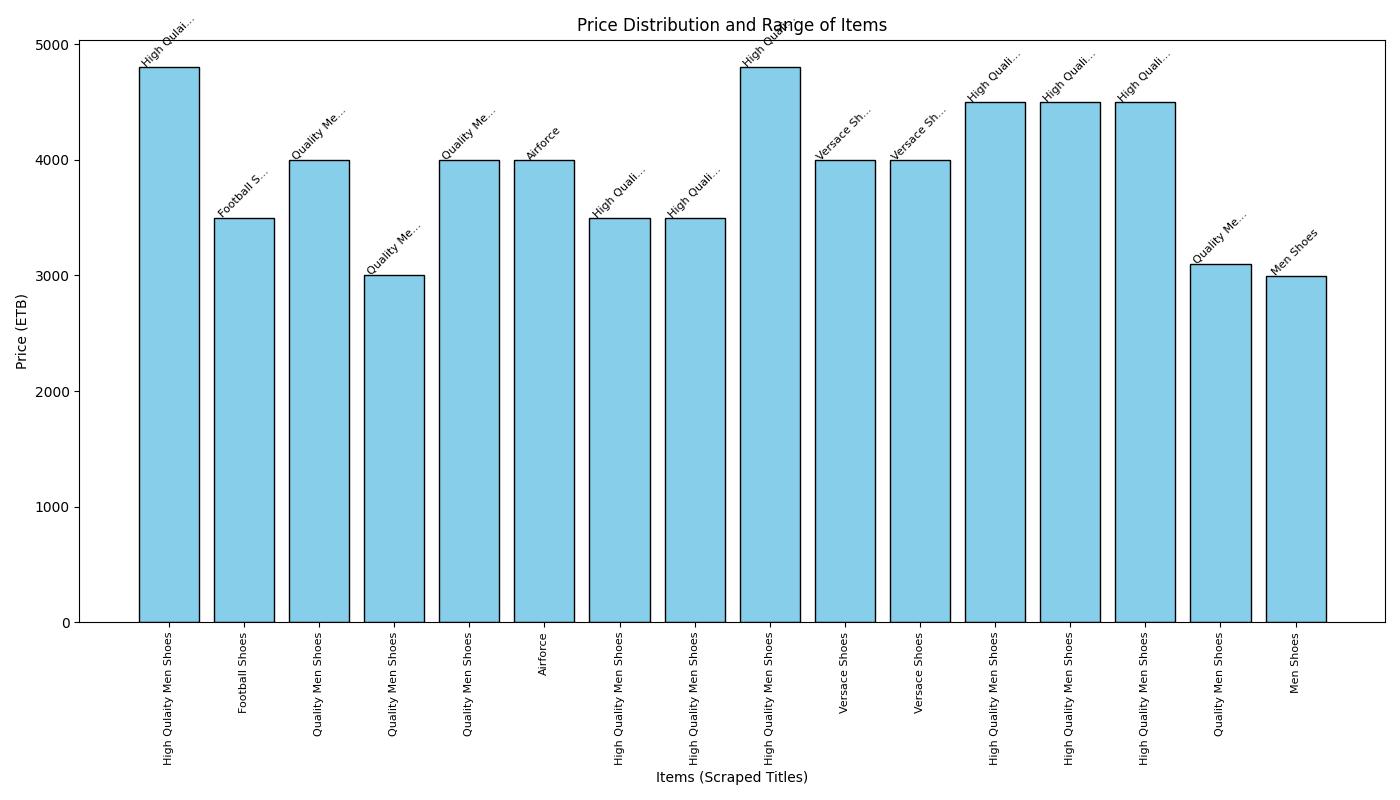 Price Distribution and Range of Items
High Qulai...
Football S...
Quality Me...
Quality Me...
Quality Me...
Airforce
High Quali...
High Quali...
High Quali...
Versace Sh...
Versace Sh...
High Quali...
High Quali...
High Quali...
Quality Me...
Men Shoes
Price (ETB)
5000
4000
3000
2000
1000
0
High Qulaity Men Shoes
Football Shoes
Quality Men Shoes
Quality Men Shoes
Quality Men Shoes
Airforce
High Quality Men Shoes
High Quality Men Shoes
High Quality Men Shoes
Versace Shoes
Versace Shoes
High Quality Men Shoes
High Quality Men Shoes
High Quality Men Shoes
Quality Men Shoes
Men Shoes
Items (Scraped Titles)